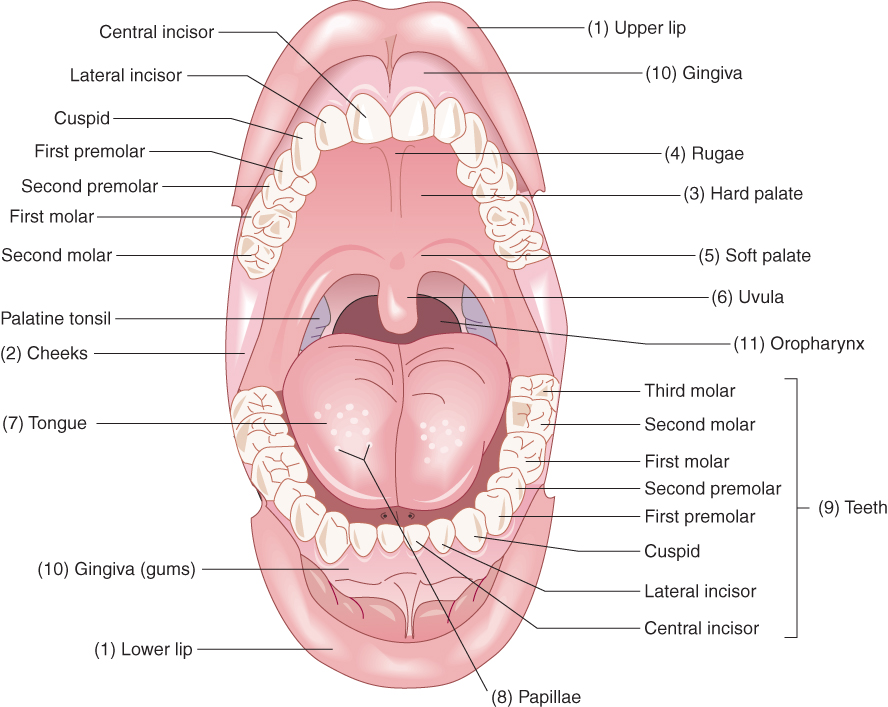 Central incisor
Lateral incisor
Cuspid
First premolar
Second premolar
First molar
Second molar
Palatine tonsil
(2) Cheeks
(7) Tongue
(10) Gingiva (gums)
(1) Lower lip
(1) Upper lip
(10) Gingiva
(4) Rugae
(3) Hard palate
(5) Soft palate
(6) Uvula
(11) Oropharynx
Third molar
Second molar
First molar
Second premolar
First premolar
Cuspid
Lateral incisor
Central incisor
(9) Teeth
(8) Papillae